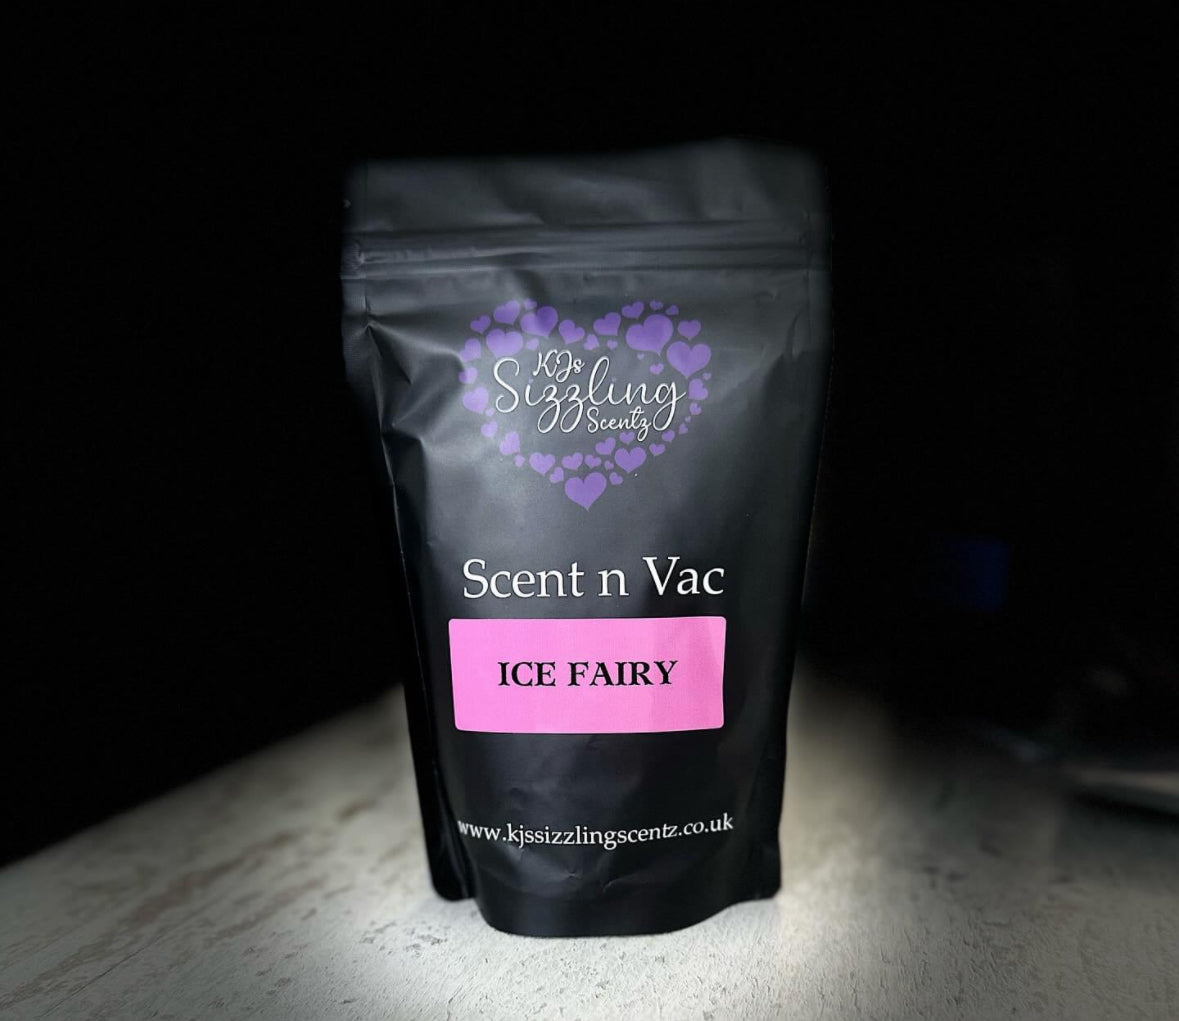 KJs
Sizzling
Scentz
Scent n Vac
ICE FAIRY
www.kjssizzlingscentz.co.uk